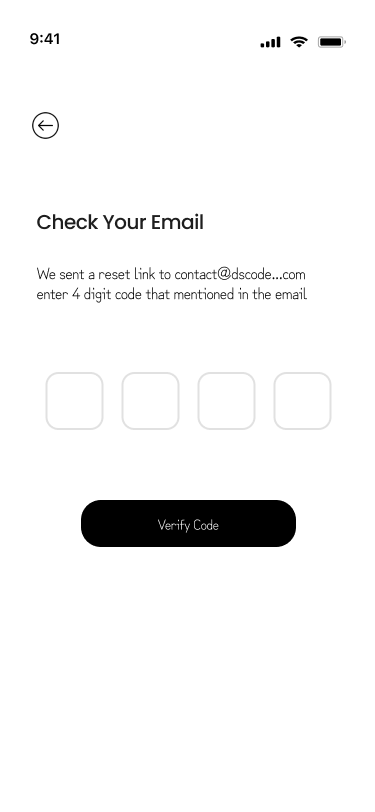 9:41
Check Your Email
We sent a reset link to contact@dscode...com
enter 4 digit code that mentioned in the email
Verify Code